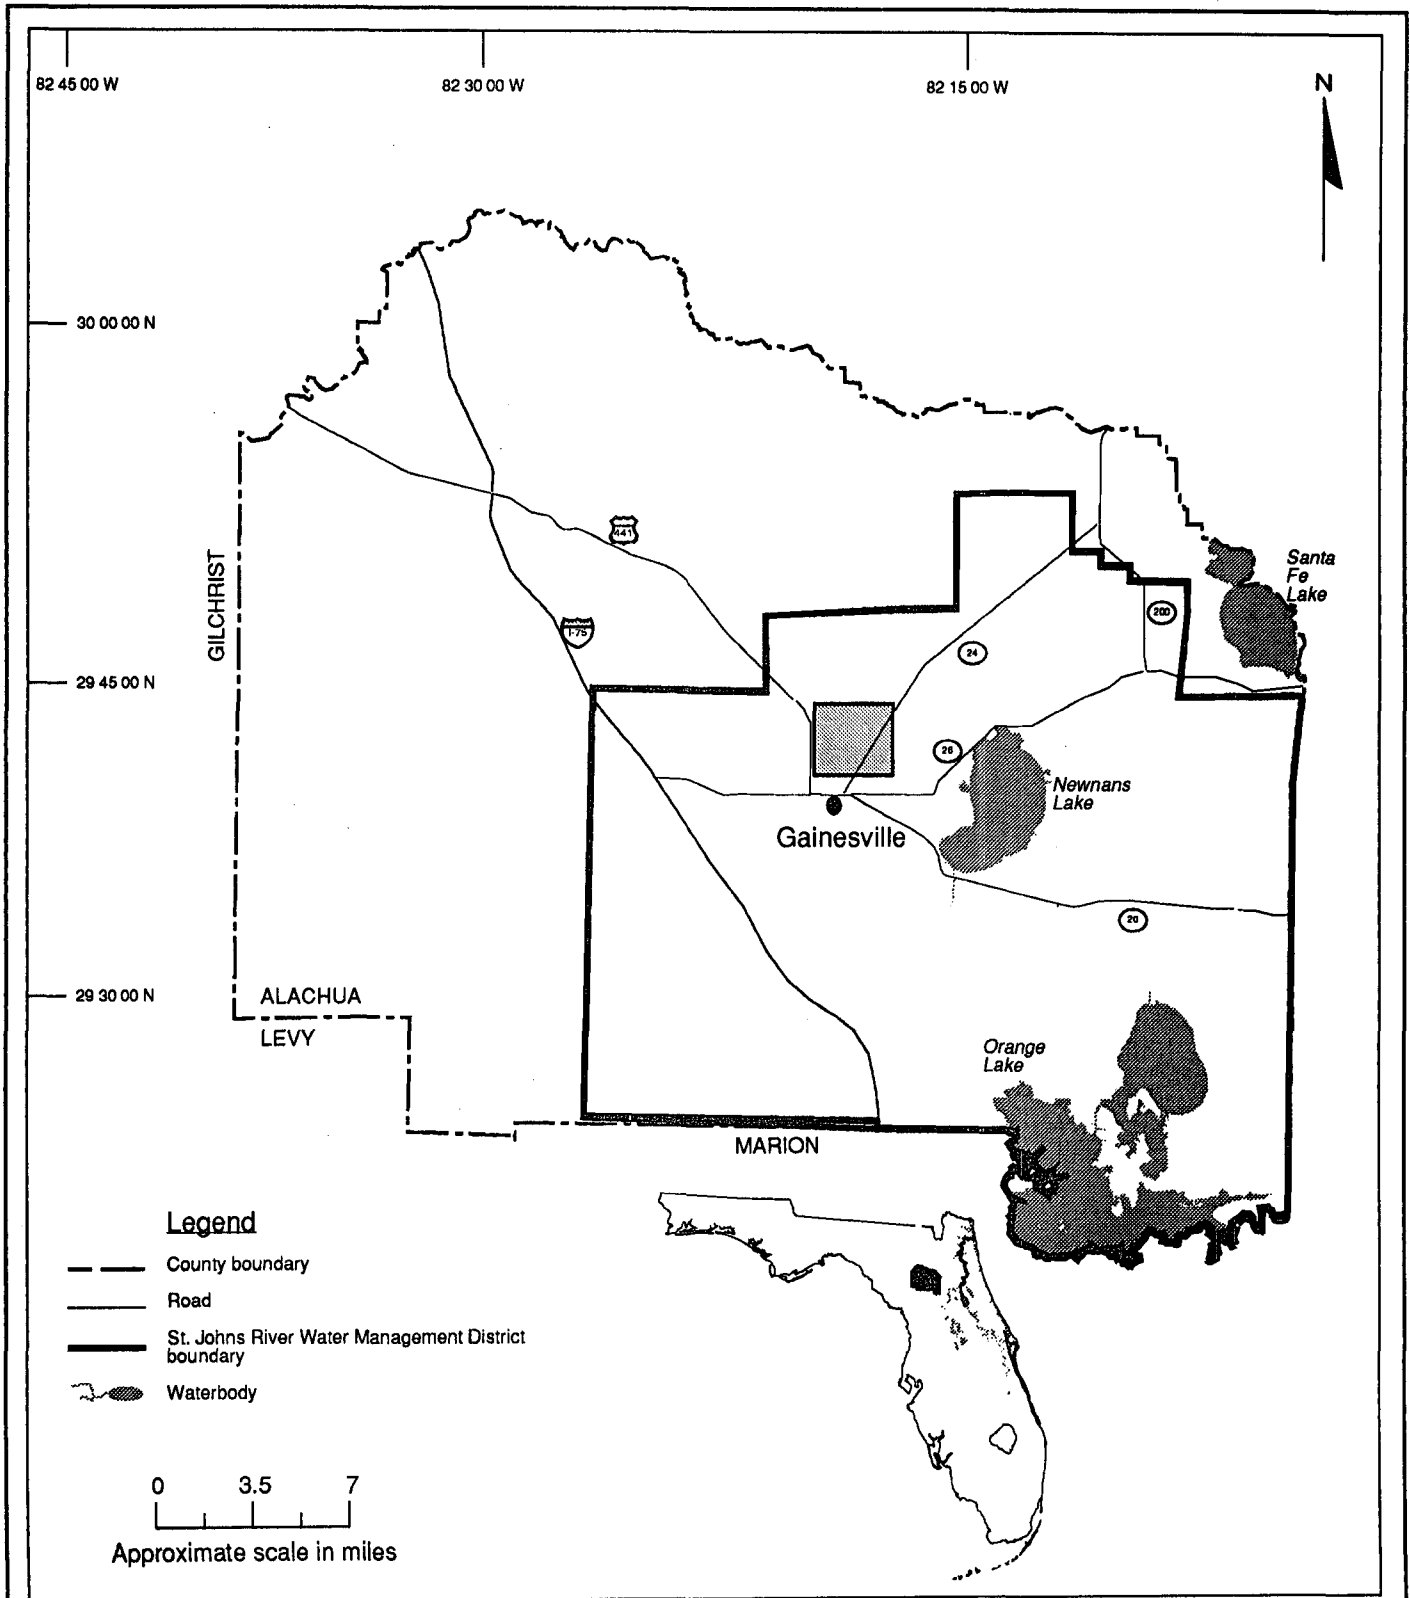 82 45 00 W
82 30 00 W
82 15 00 W
N
30 00 00 N
441
GILCHRIST
Santa
Fe
Lake
200
I-75
24
29 45 00 N
26
Newnans
Lake
Gainesville
20
29 30 00 N
ALACHUA
LEVY
Orange
Lake
MARION
Legend
County boundary
Road
St. Johns River Water Management District
boundary
Waterbody
0 3.5 7
Approximate scale in miles